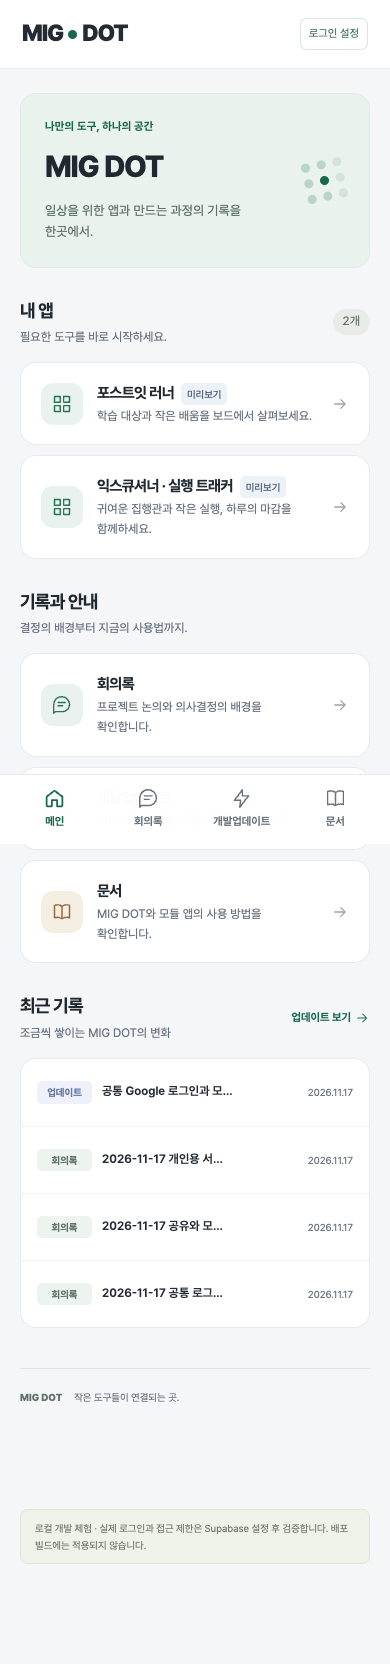 MIG DOT
로그인 설정
나만의 도구, 하나의 공간
MIG DOT
일상을 위한 앱과 만드는 과정의 기록을
한곳에서.
내 앱
2개
필요한 도구를 바로 시작하세요.
포스트잇 러너 미리보기
학습 대상과 작은 배움을 보드에서 살펴보세요.
익스큐셔너 · 실행 트래커 미리보기
귀여운 집행관과 작은 실행, 하루의 마감을
함께하세요.
기록과 안내
결정의 배경부터 지금의 사용법까지.
회의록
프로젝트 논의와 의사결정의 배경을
확인합니다.
메인
회의록
개발업데이트
문서
문서
MIG DOT와 모듈 앱의 사용 방법을
확인합니다.
최근 기록
업데이트 보기
조금씩 쌓이는 MIG DOT의 변화
업데이트 공통 Google 로그인과 모... 2026.11.17
회의록 2026-11-17 개인용 서... 2026.11.17
회의록 2026-11-17 공유와 모... 2026.11.17
회의록 2026-11-17 공통 로그... 2026.11.17
MIG DOT 작은 도구들이 연결되는 곳.
로컬 개발 체험 · 실제 로그인과 접근 제한은 Supabase 설정 후 검증합니다. 배포
빌드에는 적용되지 않습니다.